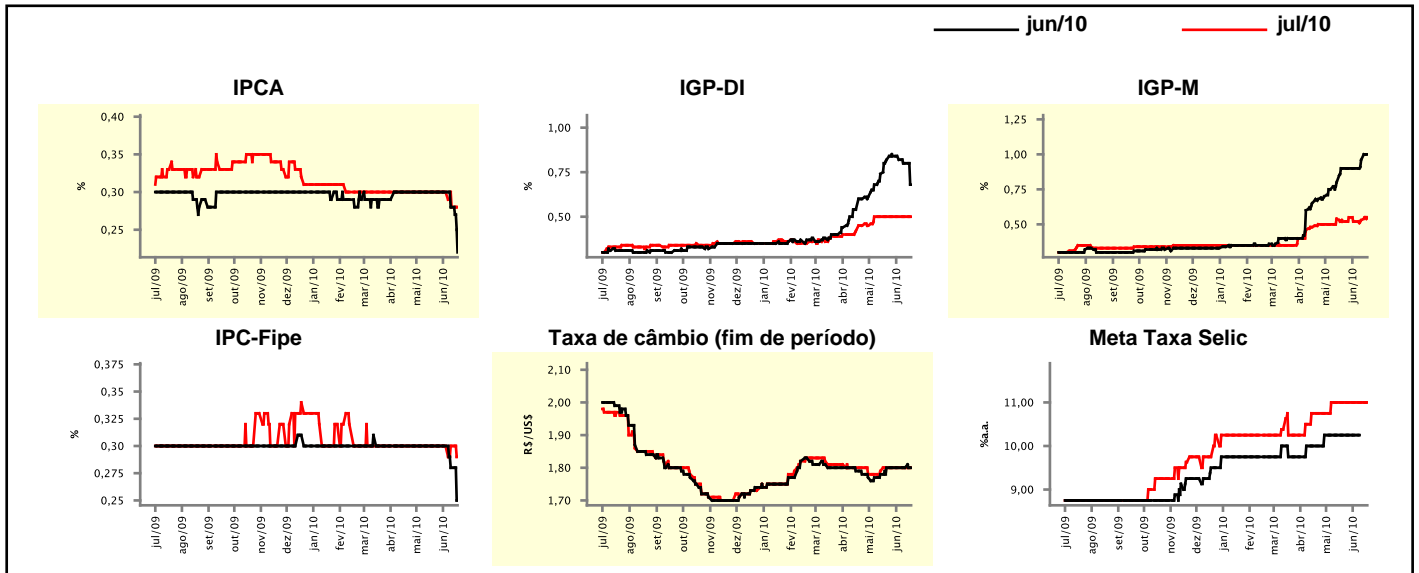 jun/10 jul/10
IPCA
0,40
0,35
0,30
0,25
%
jul/09 ago/09 set/09 out/09 nov/09 dez/09 jan/10 fev/10 mar/10 abr/10 mai/10 jun/10
IGP-DI
1,00
0,75
0,50
%
jul/09 ago/09 set/09 out/09 nov/09 dez/09 jan/10 fev/10 mar/10 abr/10 mai/10 jun/10
IGP-M
1,25
1,00
0,75
0,50
%
jul/09 ago/09 set/09 out/09 nov/09 dez/09 jan/10 fev/10 mar/10 abr/10 mai/10 jun/10
IPC-Fipe
0,375
0,35
0,325
0,30
0,275
0,25
%
jul/09 ago/09 set/09 out/09 nov/09 dez/09 jan/10 fev/10 mar/10 abr/10 mai/10 jun/10
Taxa de câmbio (fim de período)
2,10
2,00
1,90
1,80
1,70
R$/US$
jul/09 ago/09 set/09 out/09 nov/09 dez/09 jan/10 fev/10 mar/10 abr/10 mai/10 jun/10
Meta Taxa Selic
11,00
10,00
9,00
%a.a.
jul/09 ago/09 set/09 out/09 nov/09 dez/09 jan/10 fev/10 mar/10 abr/10 mai/10 jun/10